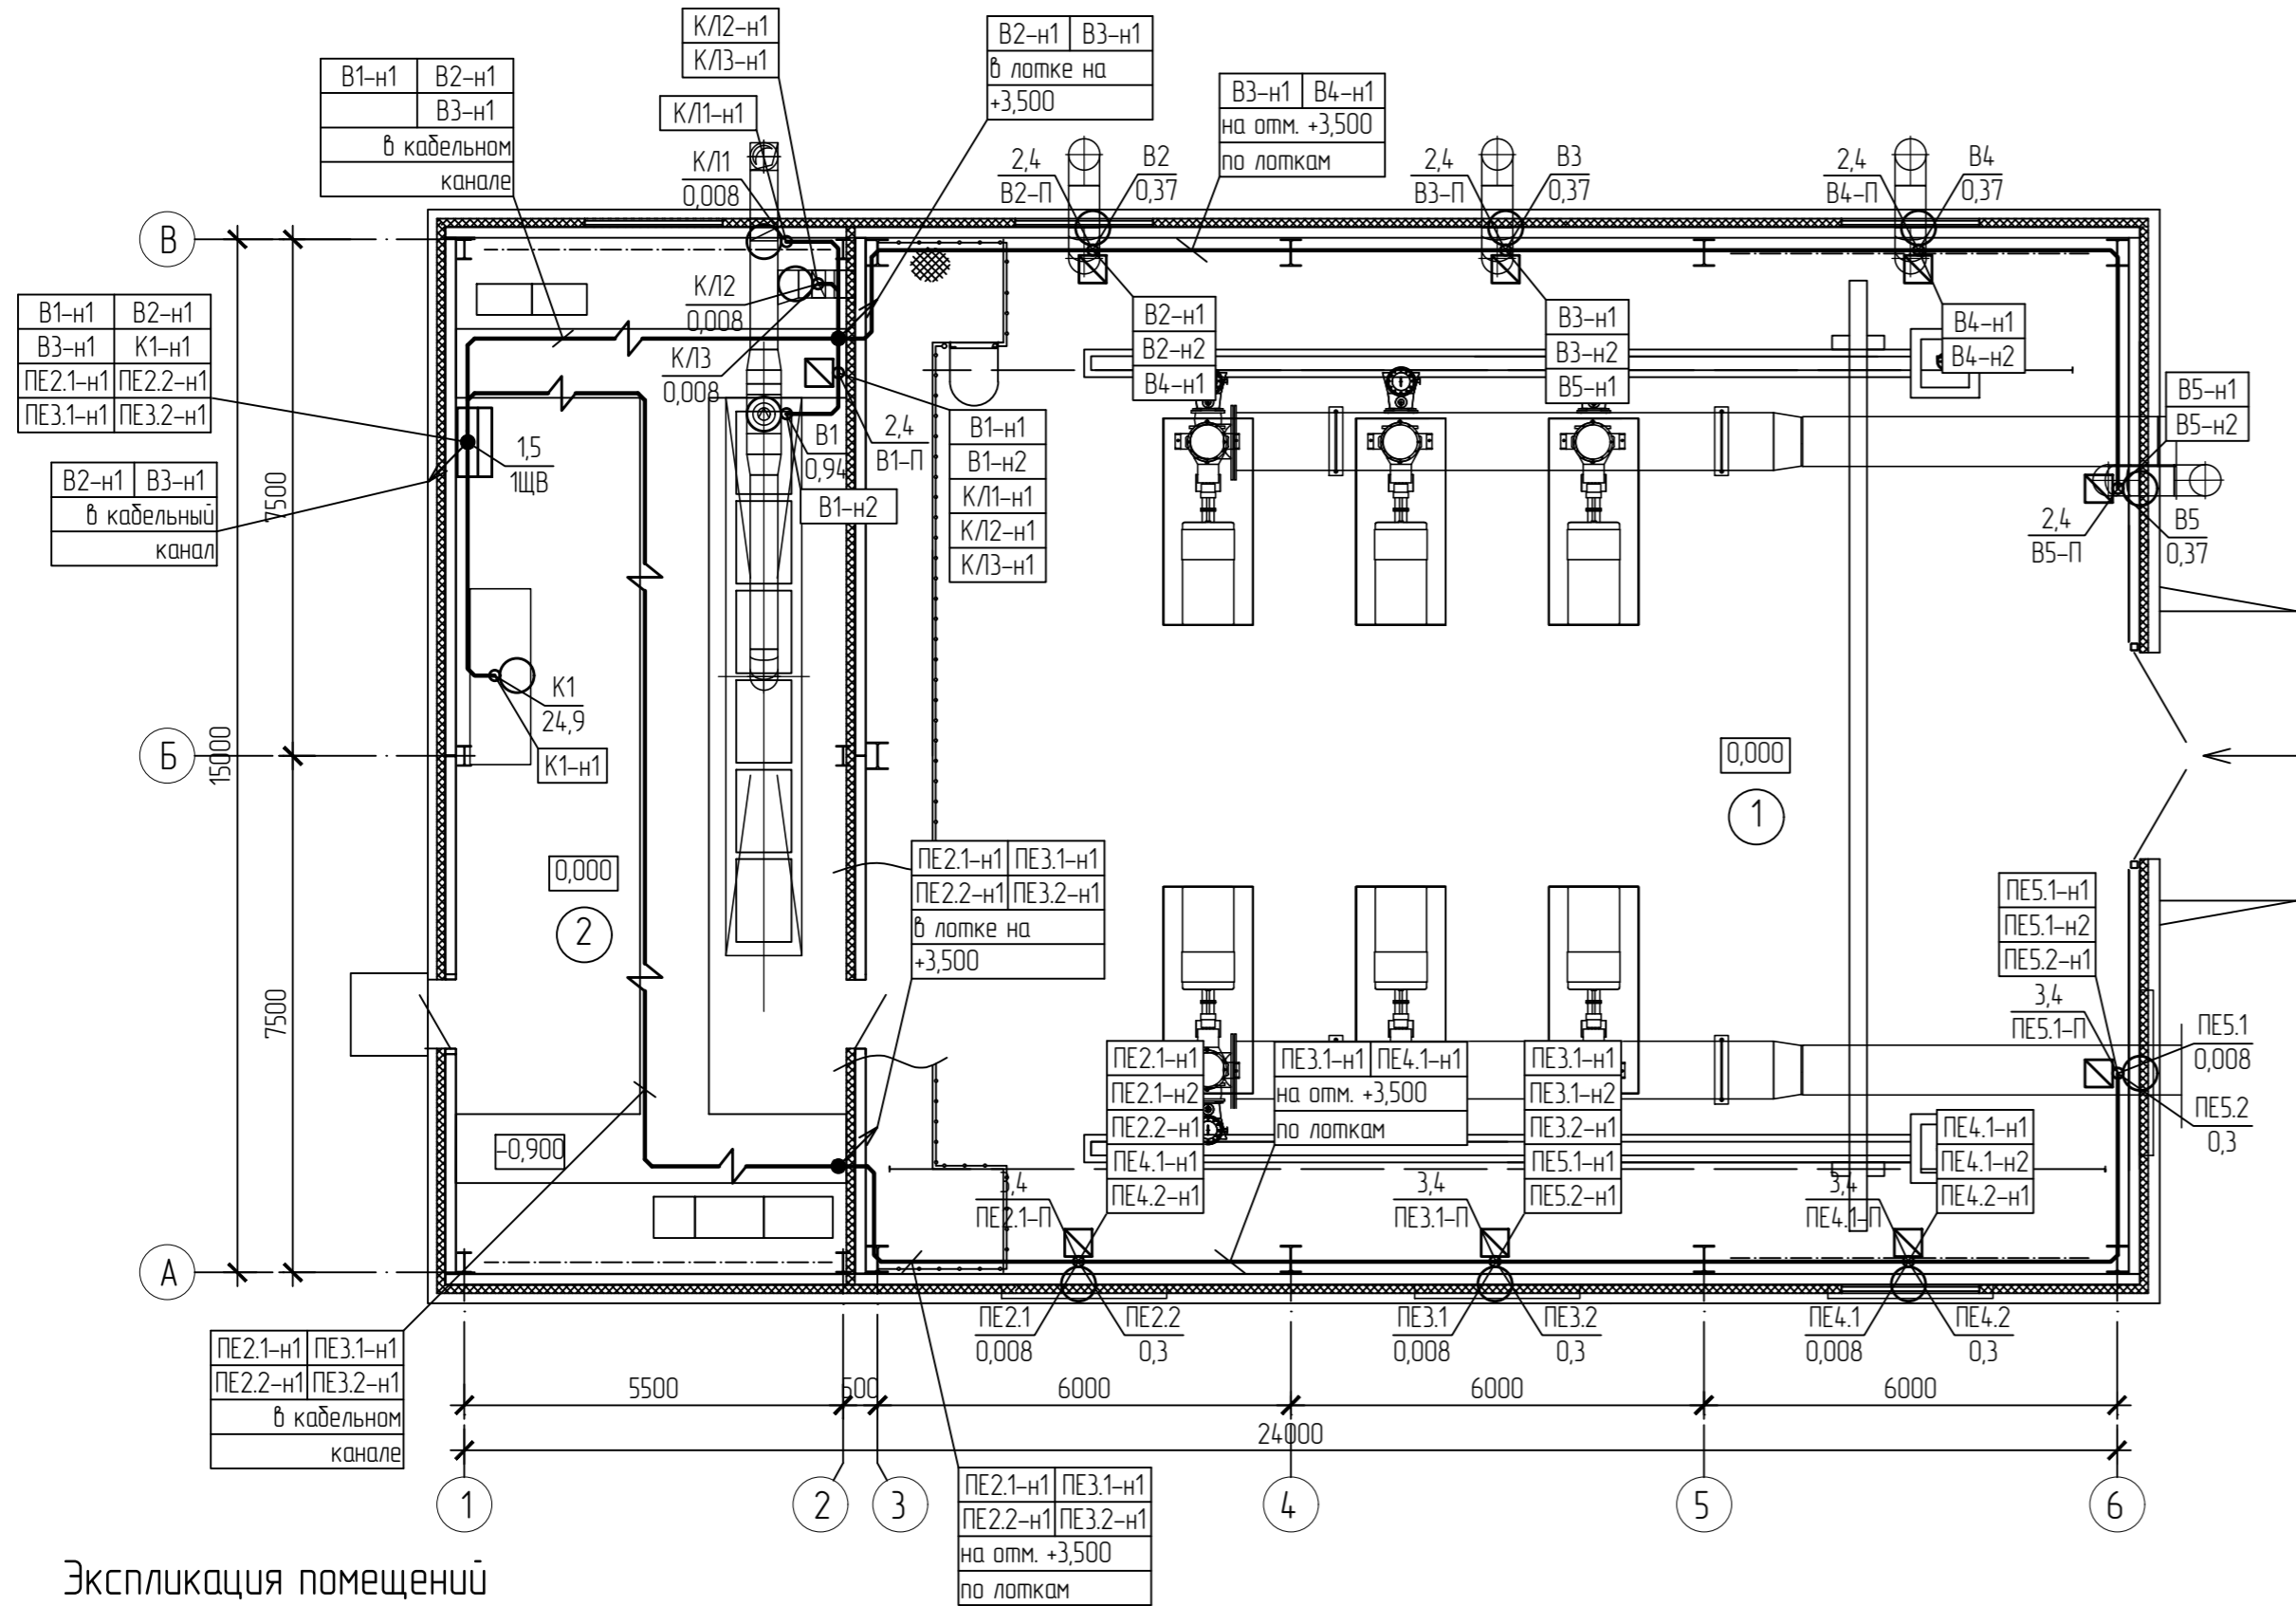 КЛ2-н1
КЛ3-н1
В2-н1 В3-н1
в лотке на
+3,500
В1-н1 В2-н1
В3-н1
в кабельном
канале
КЛ1-н1
В3-н1 В4-н1
на отм. +3,500
по лоткам
КЛ1
0,008
2,4
В2-П
В2
0,37
2,4
В3-П
В3
0,37
2,4
В4-П
В4
0,37
В
КЛ2
0,008
КЛ3
0,008
В1-н1 В2-н1
В3-н1 К1-н1
ПЕ2.1-н1 ПЕ2.2-н1
ПЕ3.1-н1 ПЕ3.2-н1
В2-н1
В2-н2
В4-н1
В3-н1
В3-н2
В5-н1
В4-н1
В4-н2
В5-н1
В5-н2
1,5
1ЩВ
В1
0,94
2,4
В1-П
В1-н2
В1-н1
В1-н2
КЛ1-н1
КЛ2-н1
КЛ3-н1
В2-н1 В3-н1
в кабельный
канал
2,4
В5-П
В5
0,37
7500
15000
К1
24,9
К1-н1
Б
0,000
1
0,000
2
ПЕ2.1-н1 ПЕ3.1-н1
ПЕ2.2-н1 ПЕ3.2-н1
в лотке на
+3,500
ПЕ5.1-н1
ПЕ5.1-н2
ПЕ5.2-н1
3,4
ПЕ5.1-П
ПЕ5.1
0,008
ПЕ5.2
0,3
7500
-0,900
ПЕ2.1-н1
ПЕ2.1-н2
ПЕ2.2-н1
ПЕ4.1-н1
ПЕ4.2-н1
ПЕ3.1-н1 ПЕ4.1-н1
на отм. +3,500
по лоткам
ПЕ3.1-н1
ПЕ3.1-н2
ПЕ3.2-н1
ПЕ5.1-н1
ПЕ5.2-н1
ПЕ4.1-н1
ПЕ4.1-н2
ПЕ4.2-н1
3,4
ПЕ2.1-П
3,4
ПЕ3.1-П
3,4
ПЕ4.1-П
А
ПЕ2.1
0,008
ПЕ2.2
0,3
ПЕ3.1
0,008
ПЕ3.2
0,3
ПЕ4.1
0,008
ПЕ4.2
0,3
ПЕ2.1-н1 ПЕ3.1-н1
ПЕ2.2-н1 ПЕ3.2-н1
в кабельном
канале
5500 500 6000 6000 6000
24000
1 2 3 4 5 6
ПЕ2.1-н1 ПЕ3.1-н1
ПЕ2.2-н1 ПЕ3.2-н1
на отм. +3,500
по лоткам
Экспликация помещений